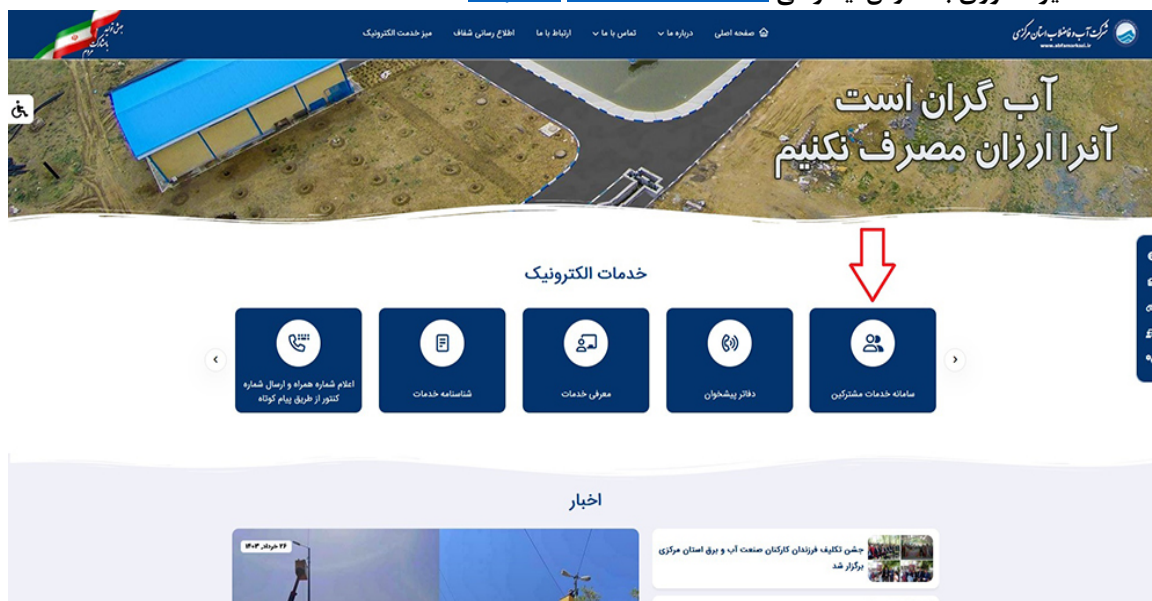 شرکت آب و فاضلاب استان مرکزی
www.abfamarkazi.ir
صفحه اصلی
درباره ما
تماس با ما
ارتباط با ما
اطلاع رسانی شفاف
میز خدمت الکترونیک
آب گران است
آنرا ارزان مصرف نکنیم
خدمات الکترونیک
سامانه خدمات مشترکین
دفاتر پیشخوان
معرفی خدمات
شناسنامه خدمات
اعلام شماره همراه و ارسال شماره
کنتور از طریق پیام کوتاه
اخبار
جشن تکلیف فرزندان کارکنان صنعت آب و برق استان مرکزی
برگزار شد
۲۶ خرداد, ۱۴۰۳